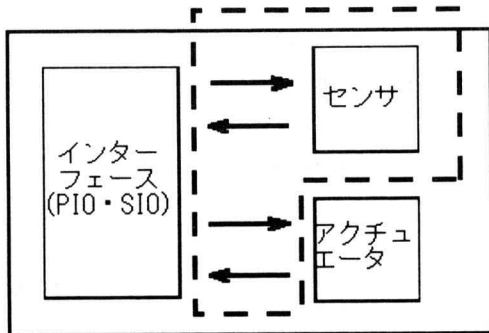 インター
フェース
(PIO・SIO)
センサ
アクチュ
エータ